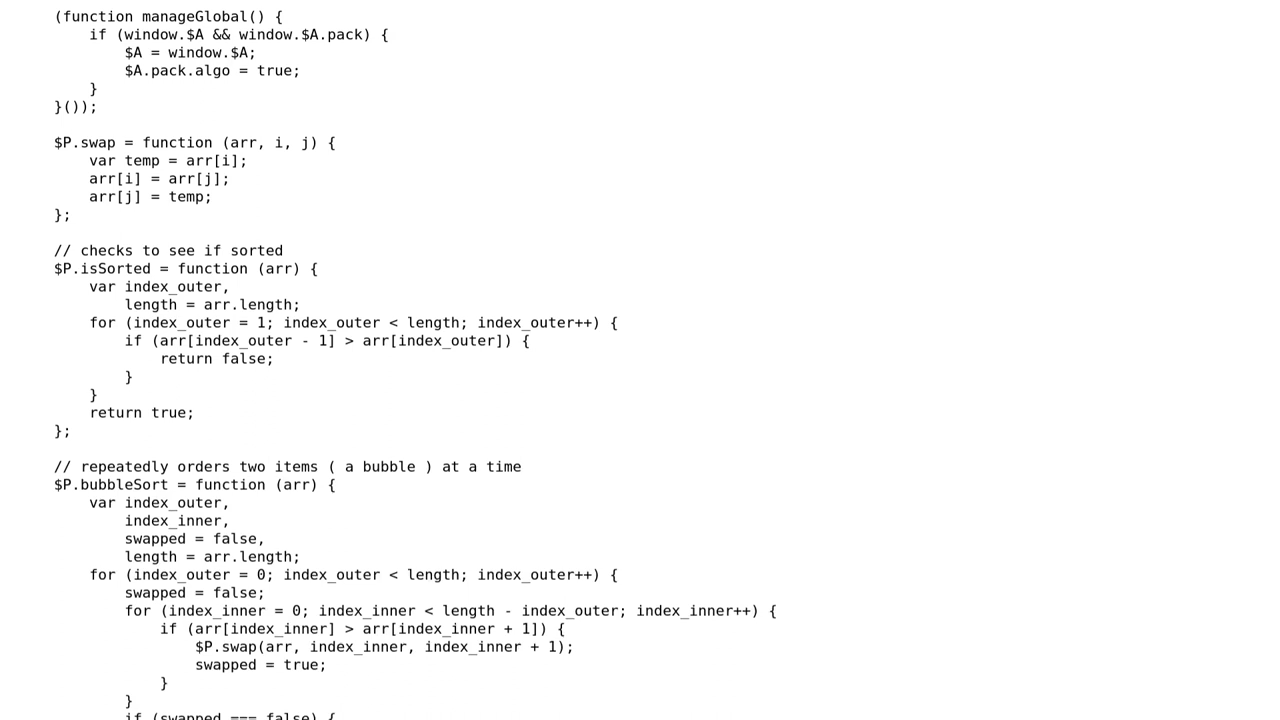 (function manageGlobal() {
    if (window.$A && window.$A.pack) {
        $A = window.$A;
        $A.pack.algo = true;
    }
}());

$P.swap = function (arr, i, j) {
    var temp = arr[i];
    arr[i] = arr[j];
    arr[j] = temp;
};

// checks to see if sorted
$P.isSorted = function (arr) {
    var index_outer,
        length = arr.length;
    for (index_outer = 1; index_outer < length; index_outer++) {
        if (arr[index_outer - 1] > arr[index_outer]) {
            return false;
        }
    }
    return true;
};

// repeatedly orders two items ( a bubble ) at a time
$P.bubbleSort = function (arr) {
    var index_outer,
        index_inner,
        swapped = false,
        length = arr.length;
    for (index_outer = 0; index_outer < length; index_outer++) {
        swapped = false;
        for (index_inner = 0; index_inner < length - index_outer; index_inner++) {
            if (arr[index_inner] > arr[index_inner + 1]) {
                $P.swap(arr, index_inner, index_inner + 1);
                swapped = true;
            }
        }
        if (swapped === false) {